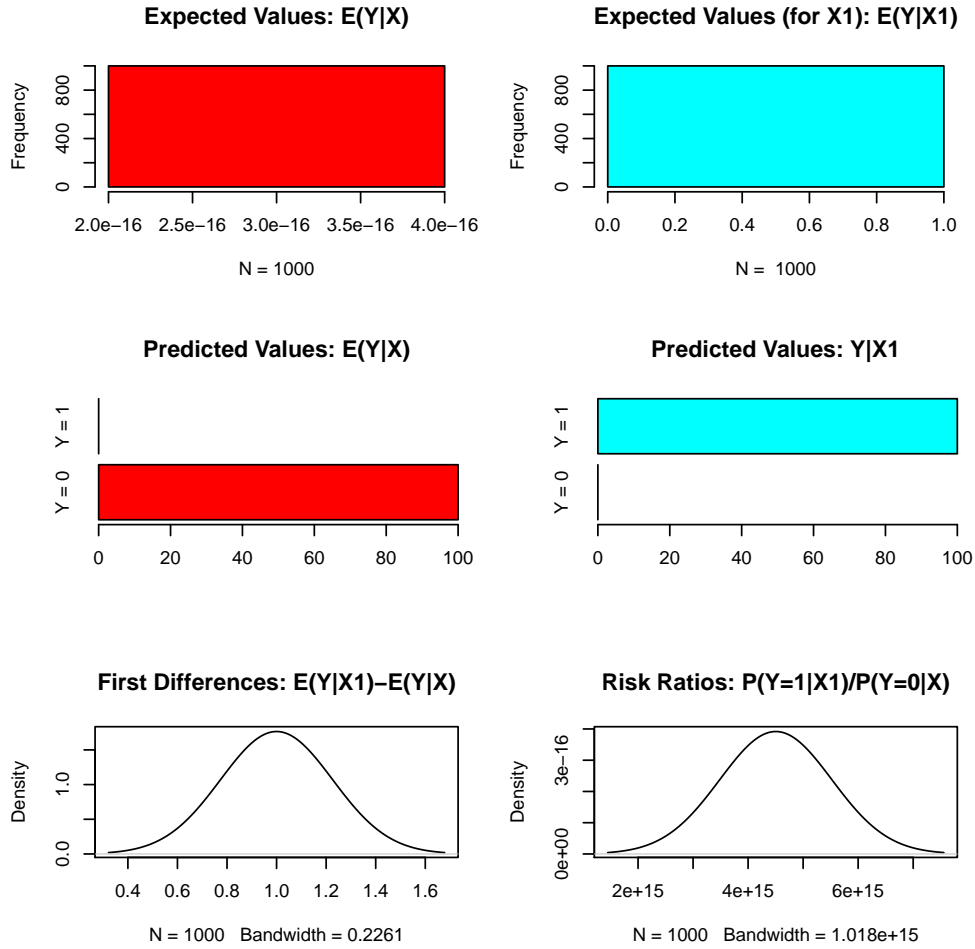 Expected Values: E(Y|X)
Frequency
0 400 800
2.0e−16 2.5e−16 3.0e−16 3.5e−16 4.0e−16
N = 1000
Expected Values (for X1): E(Y|X1)
Frequency
0 400 800
0.0 0.2 0.4 0.6 0.8 1.0
N =  1000
Predicted Values: E(Y|X)
Y = 1
Y = 0
0 20 40 60 80 100
Predicted Values: Y|X1
Y = 1
Y = 0
0 20 40 60 80 100
First Differences: E(Y|X1)−E(Y|X)
Density
0.0 1.0
0.4 0.6 0.8 1.0 1.2 1.4 1.6
N = 1000   Bandwidth = 0.2261
Risk Ratios: P(Y=1|X1)/P(Y=0|X)
Density
0e+00 3e−16
2e+15 4e+15 6e+15
N = 1000   Bandwidth = 1.018e+15